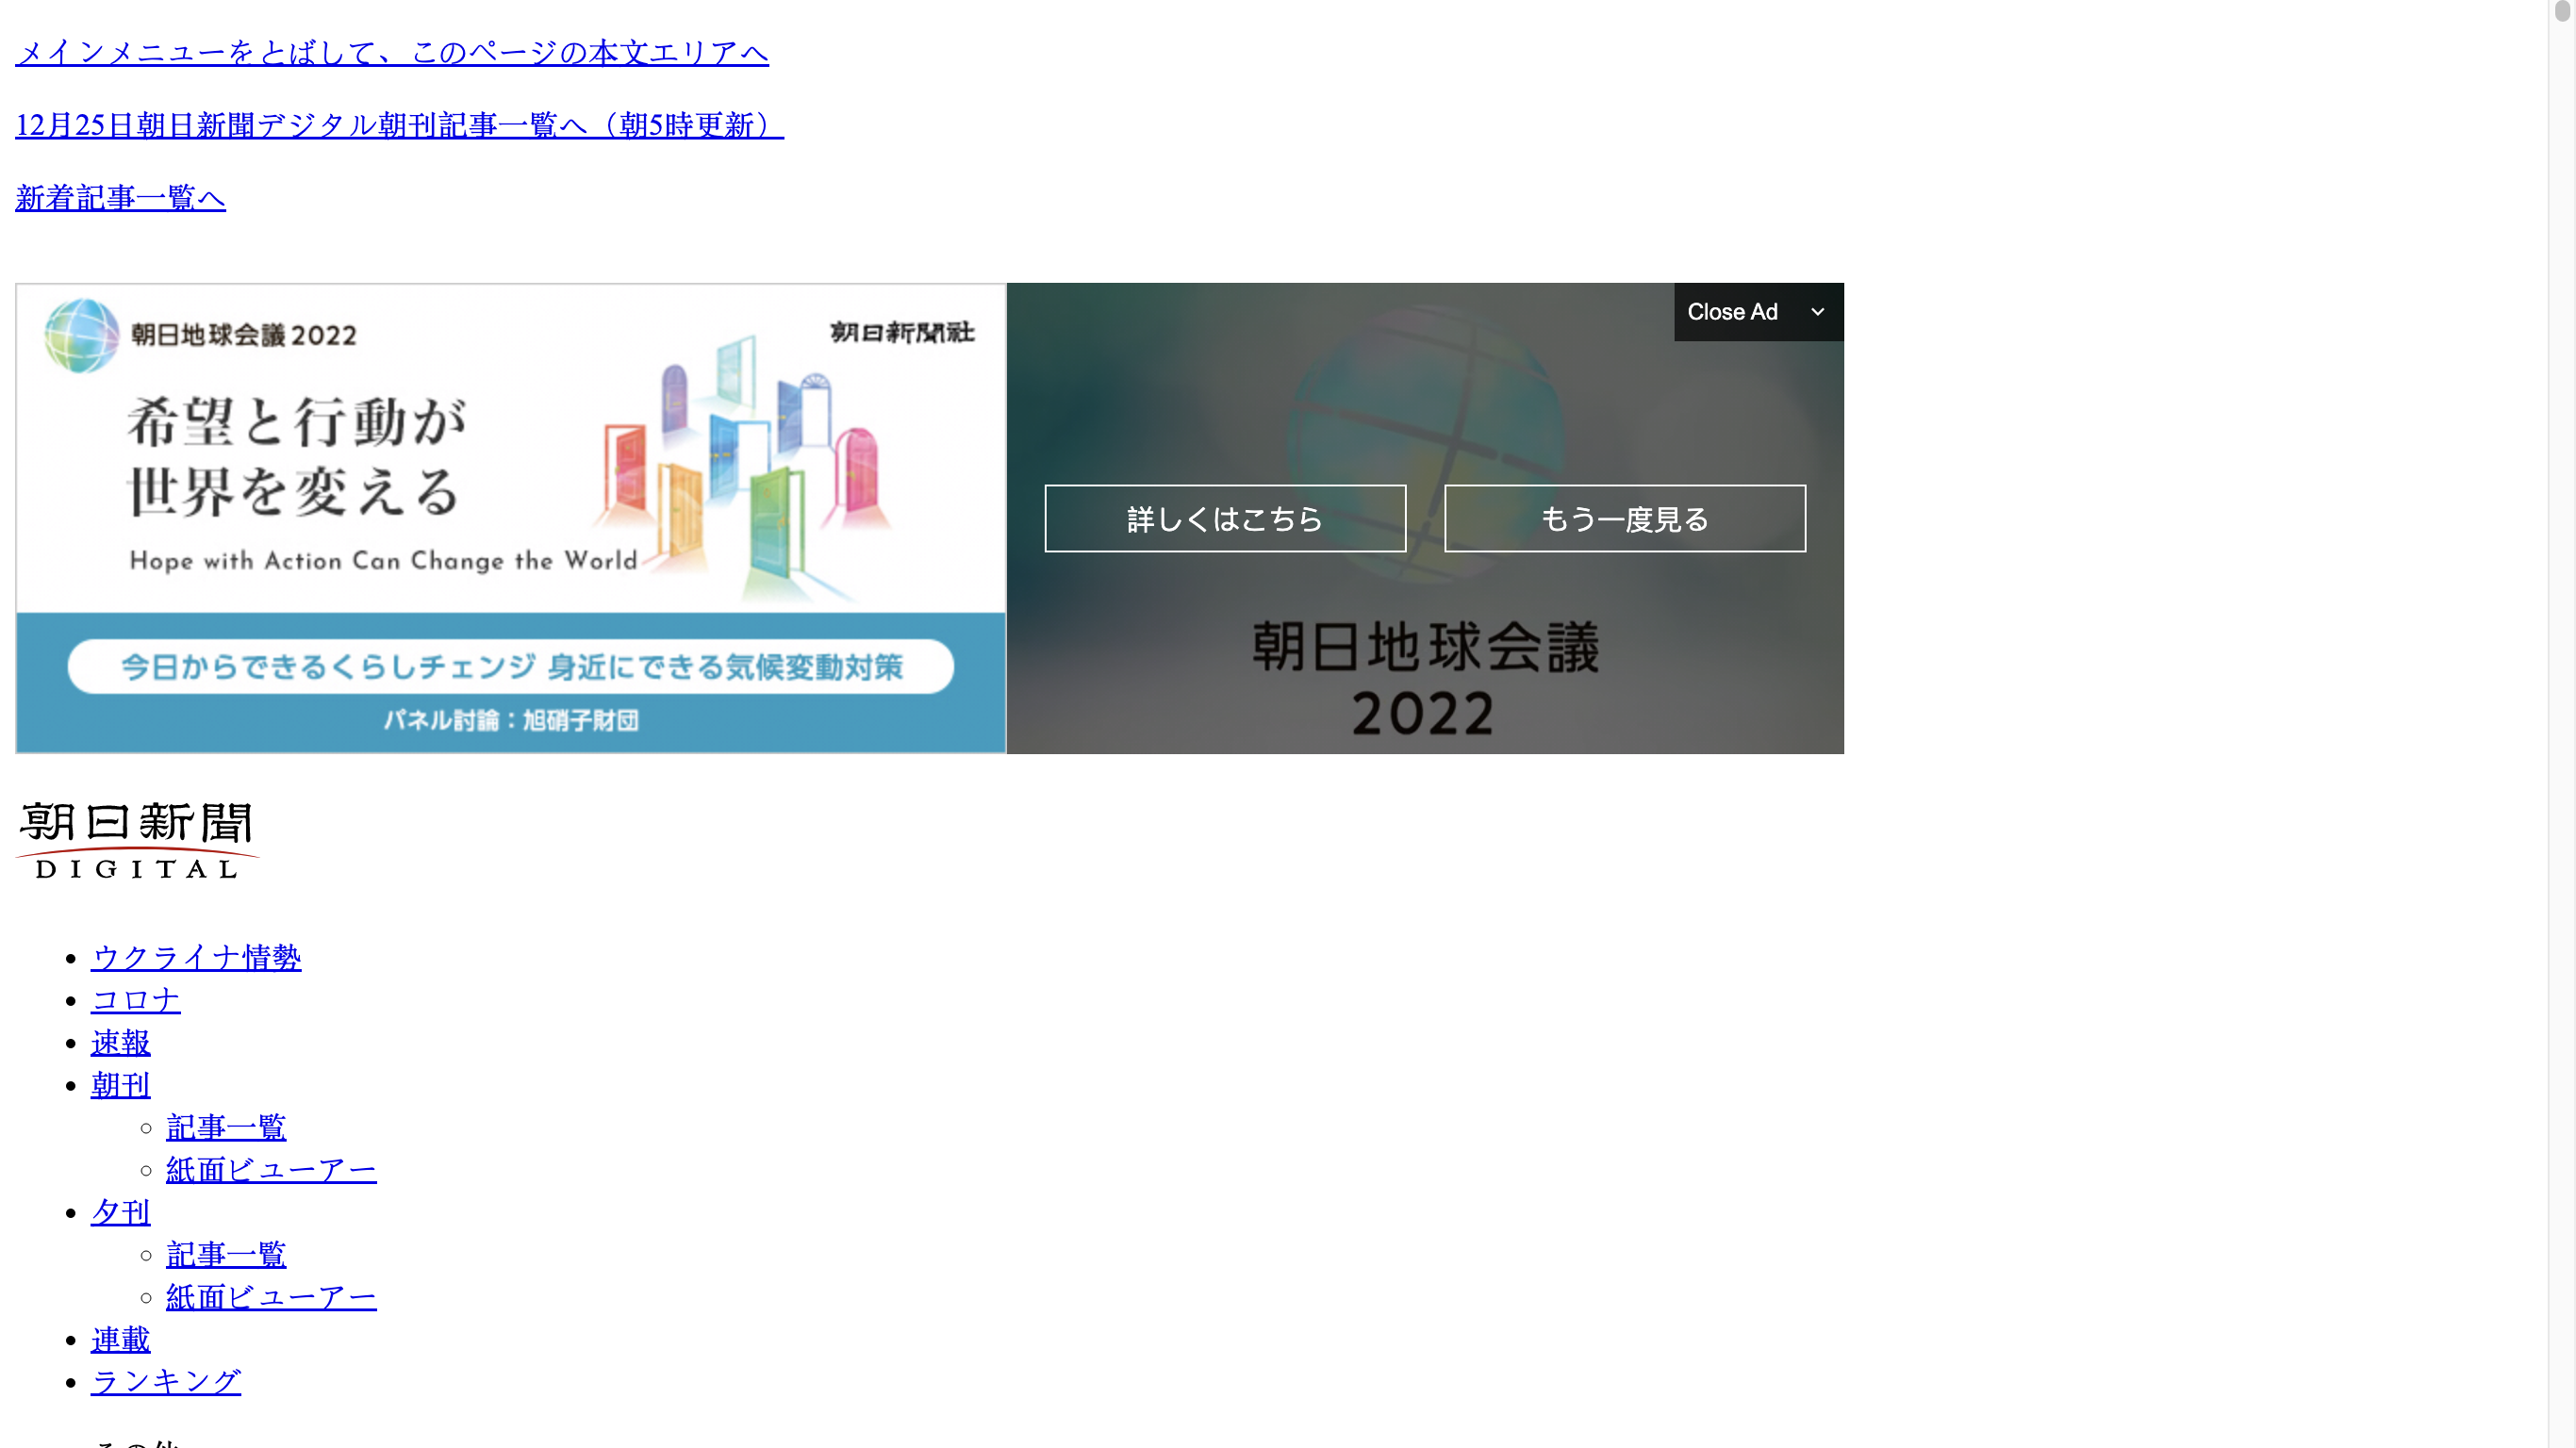 メインメニューをとばして、このページの本文エリアへ
12月25日朝日新聞デジタル朝刊記事一覧へ（朝5時更新）
新着記事一覧へ
朝日地球会議2022
朝日新聞社
希望と行動が
世界を変える
Hope with Action Can Change the World
今日からできるくらしチェンジ 身近にできる気候変動対策
パネル討論：旭硝子財団
Close Ad
詳しくはこちら
もう一度見る
朝日地球会議
2022
朝日新聞
DIGITAL
ウクライナ情勢
コロナ
速報
朝刊
記事一覧
紙面ビューアー
夕刊
記事一覧
紙面ビューアー
連載
ランキング
その他